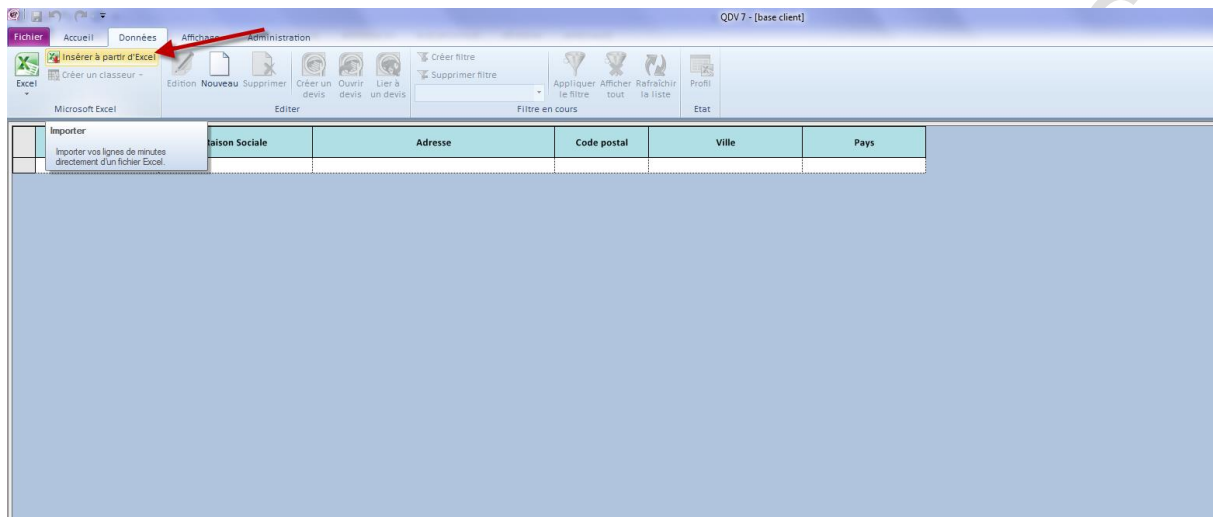 QDV 7 - [base client]
Fichier Accueil Données Affichage Administration
Insérer à partir d'Excel
Créer un classeur
Excel
Microsoft Excel
Edition Nouveau Supprimer Créer un devis Ouvrir devis Lier à un devis
Editer
Créer filtre
Supprimer filtre
Appliquer le filtre Afficher tout Rafraîchir la liste
Filtre en cours
Profil
Etat
Importer
Importer vos lignes de minutes
directement d'un fichier Excel.
Raison Sociale Adresse Code postal Ville Pays